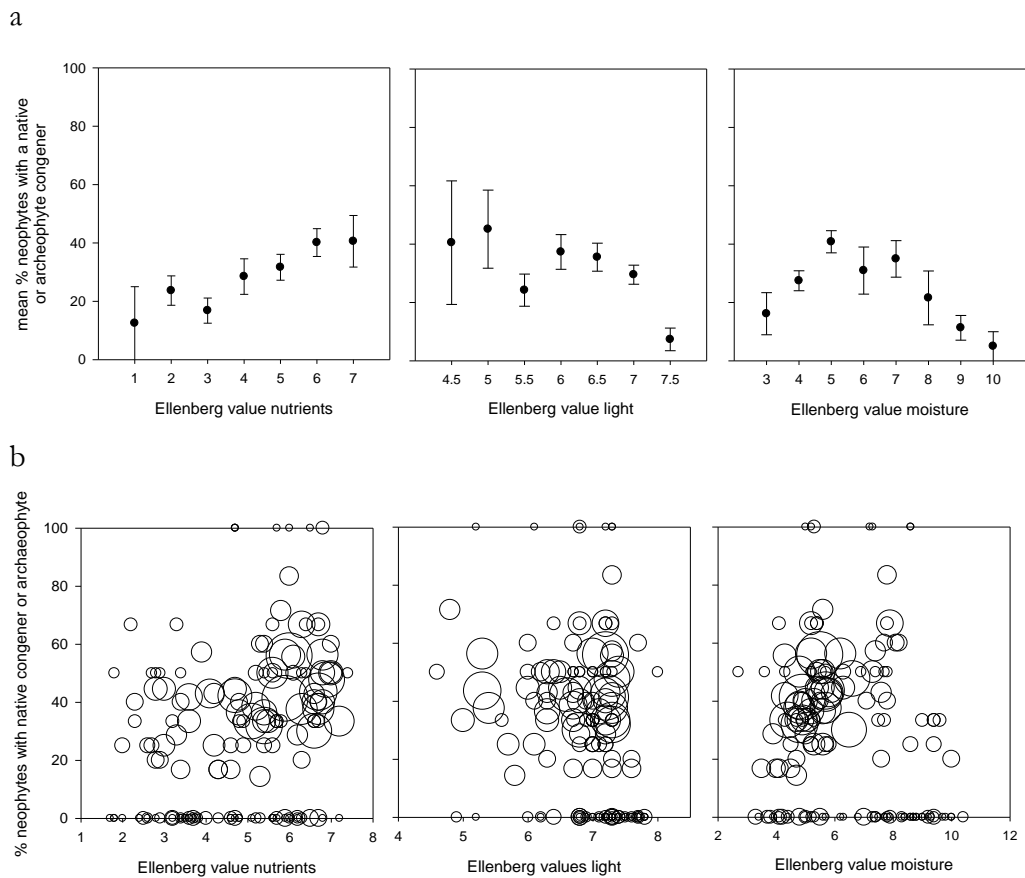 a
mean % neophytes with a native
or archeophyte congener
100
80
60
40
20
0
1 2 3 4 5 6 7
4.5 5 5.5 6 6.5 7 7.5
3 4 5 6 7 8 9 10
Ellenberg value nutrients
Ellenberg value light
Ellenberg value moisture
b
% neophytes with native congener or archaeophyte
100
80
60
40
20
0
1 2 3 4 5 6 7 8
4 5 6 7 8
2 4 6 8 10 12
Ellenberg value nutrients
Ellenberg values light
Ellenberg value moisture